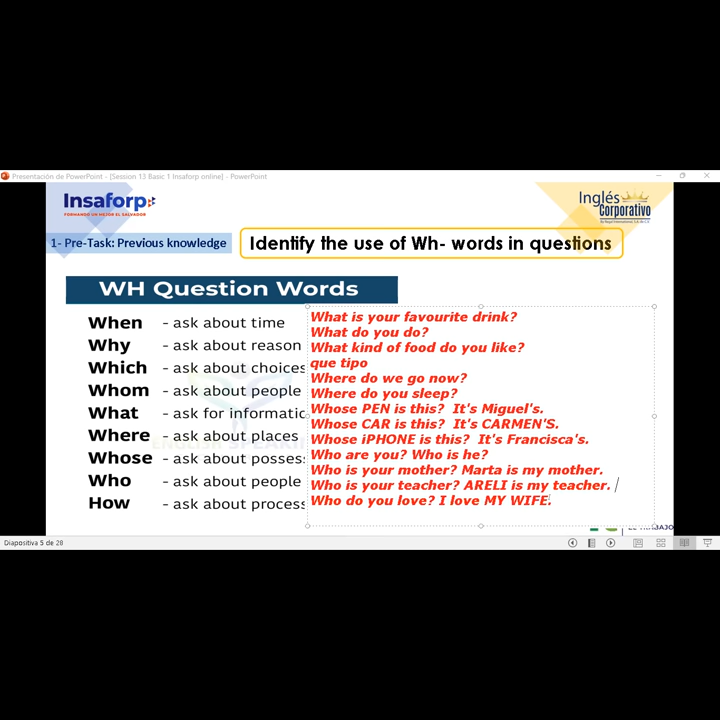 Presentación de PowerPoint - [Session 13 Basic 1 Insaforp online] - PowerPoint
Insaforp
FORMANDO UN MEJOR EL SALVADOR
Inglés
Corporativo
1- Pre-Task: Previous knowledge
Identify the use of Wh- words in questions
WH Question Words
When - ask about time
Why - ask about reason
Which - ask about choices
Whom - ask about people
What - ask for informatic
Where - ask about places
Whose - ask about posses
Who - ask about people
How - ask about process
What is your favourite drink?
What do you do?
What kind of food do you like?
que tipo
Where do we go now?
Where do you sleep?
Whose PEN is this? It's Miguel's.
Whose CAR is this? It's CARMEN'S.
Whose iPHONE is this? It's Francisca's.
Who are you? Who is he?
Who is your mother? Marta is my mother.
Who is your teacher? ARELI is my teacher.
Who do you love? I love MY WIFE.
Diapositiva 5 de 28